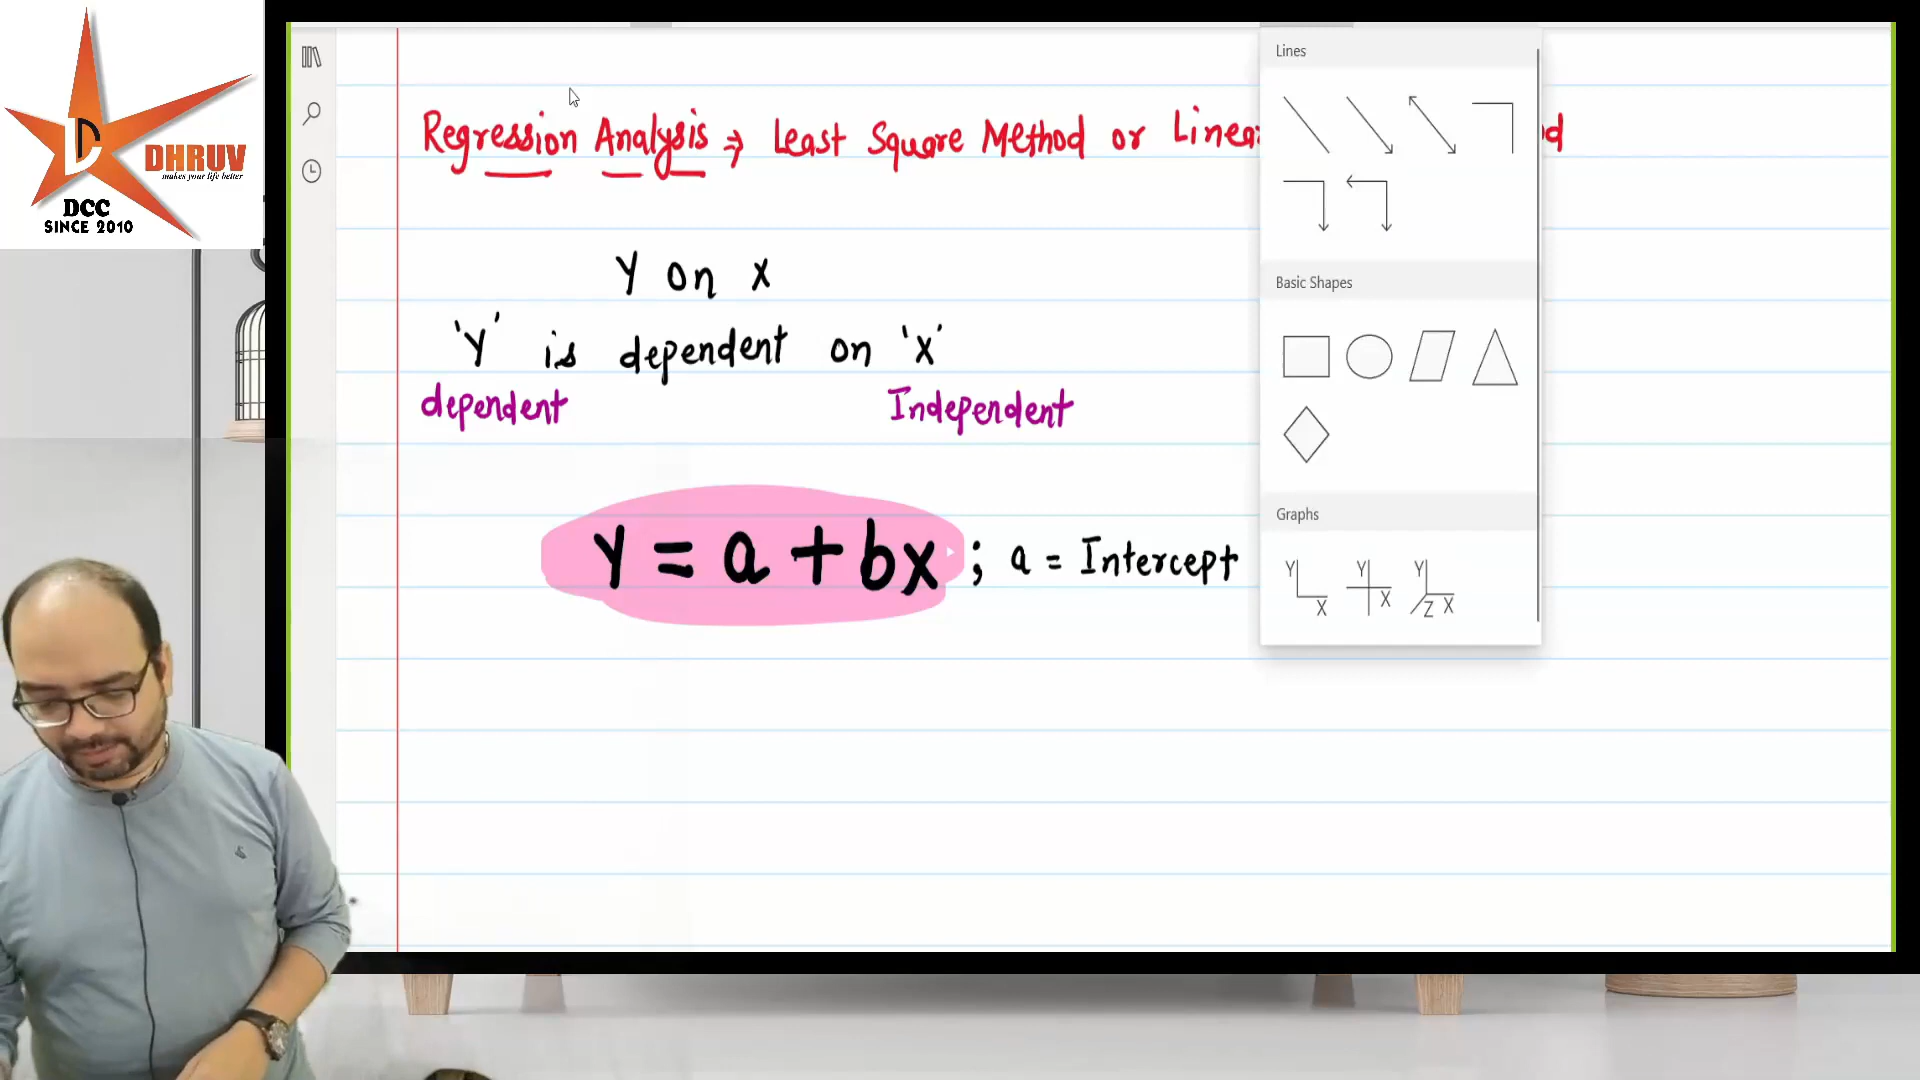 D
DHRUV
makes your life better
DCC
SINCE 2010
Regression Analysis ⇒ Least Square Method or Linear
Y on X
'Y' is dependent on 'X'
dependent Independent
Y = a + bx ; a = Intercept
Lines
Basic Shapes
Graphs
Y X Y X Y Z X